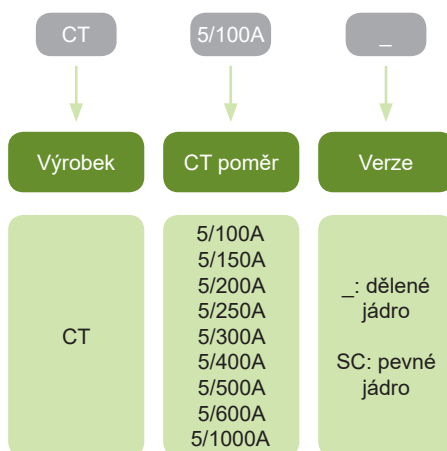 CT
5/100A
_
Výrobek
CT poměr
Verze
CT
5/100A
5/150A
5/200A
5/250A
5/300A
5/400A
5/500A
5/600A
5/1000A
_: dělené
jádro
SC: pevné
jádro